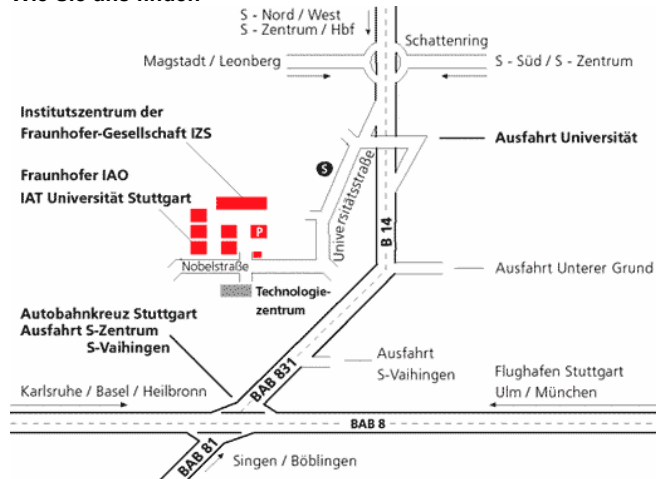 Wie Sie uns finden
S - Nord / West
S - Zentrum / Hbf
Schattenring
Magstadt / Leonberg
S - Süd / S - Zentrum
Institutszentrum der
Fraunhofer-Gesellschaft IZS
Ausfahrt Universität
S
Fraunhofer IAO
IAT Universität Stuttgart
Universitätsstraße
P
B 14
Nobelstraße
Ausfahrt Unterer Grund
Technologie-
zentrum
Autobahnkreuz Stuttgart
Ausfahrt S-Zentrum
S-Vaihingen
Ausfahrt
S-Vaihingen
BAB 831
Karlsruhe / Basel / Heilbronn
Flughafen Stuttgart
Ulm / München
BAB 8
BAB 81
Singen / Böblingen